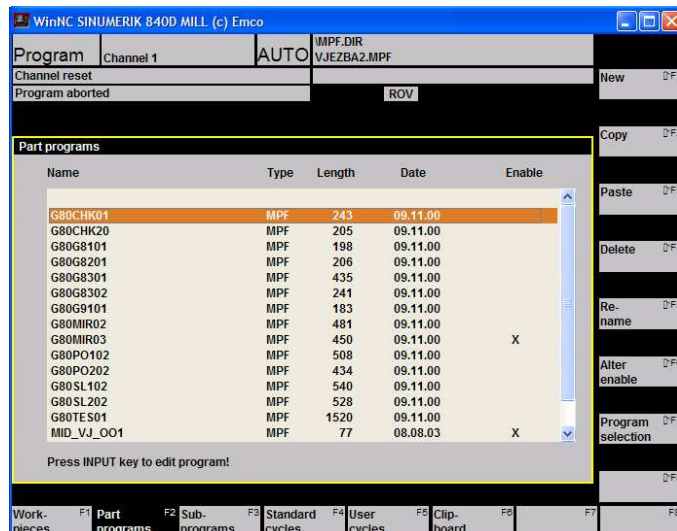 WinNC SINUMERIK 840D MILL (c) Emco
Program Channel 1 AUTO \MPF.DIR
VJEZBA2.MPF
Channel reset
Program aborted ROV
New
Copy
Paste
Delete
Re-
name
Alter
enable
Program
selection
Part programs
Name Type Length Date Enable
G80CHK01 MPF 243 09.11.00
G80CHK20 MPF 205 09.11.00
G80G8101 MPF 198 09.11.00
G80G8201 MPF 206 09.11.00
G80G8301 MPF 435 09.11.00
G80G8302 MPF 241 09.11.00
G80G9101 MPF 183 09.11.00
G80MIR02 MPF 481 09.11.00
G80MIR03 MPF 450 09.11.00 X
G80PO102 MPF 508 09.11.00
G80PO202 MPF 434 09.11.00
G80SL102 MPF 540 09.11.00
G80SL202 MPF 528 09.11.00
G80TES01 MPF 1520 09.11.00
MID_VJ_OO1 MPF 77 08.08.03 X
Press INPUT key to edit program!
Work- F1 Part F2 Sub- F3 Standard F4 User F5 Clip- F6 F7 F8
pieces programs programs cycles cycles board